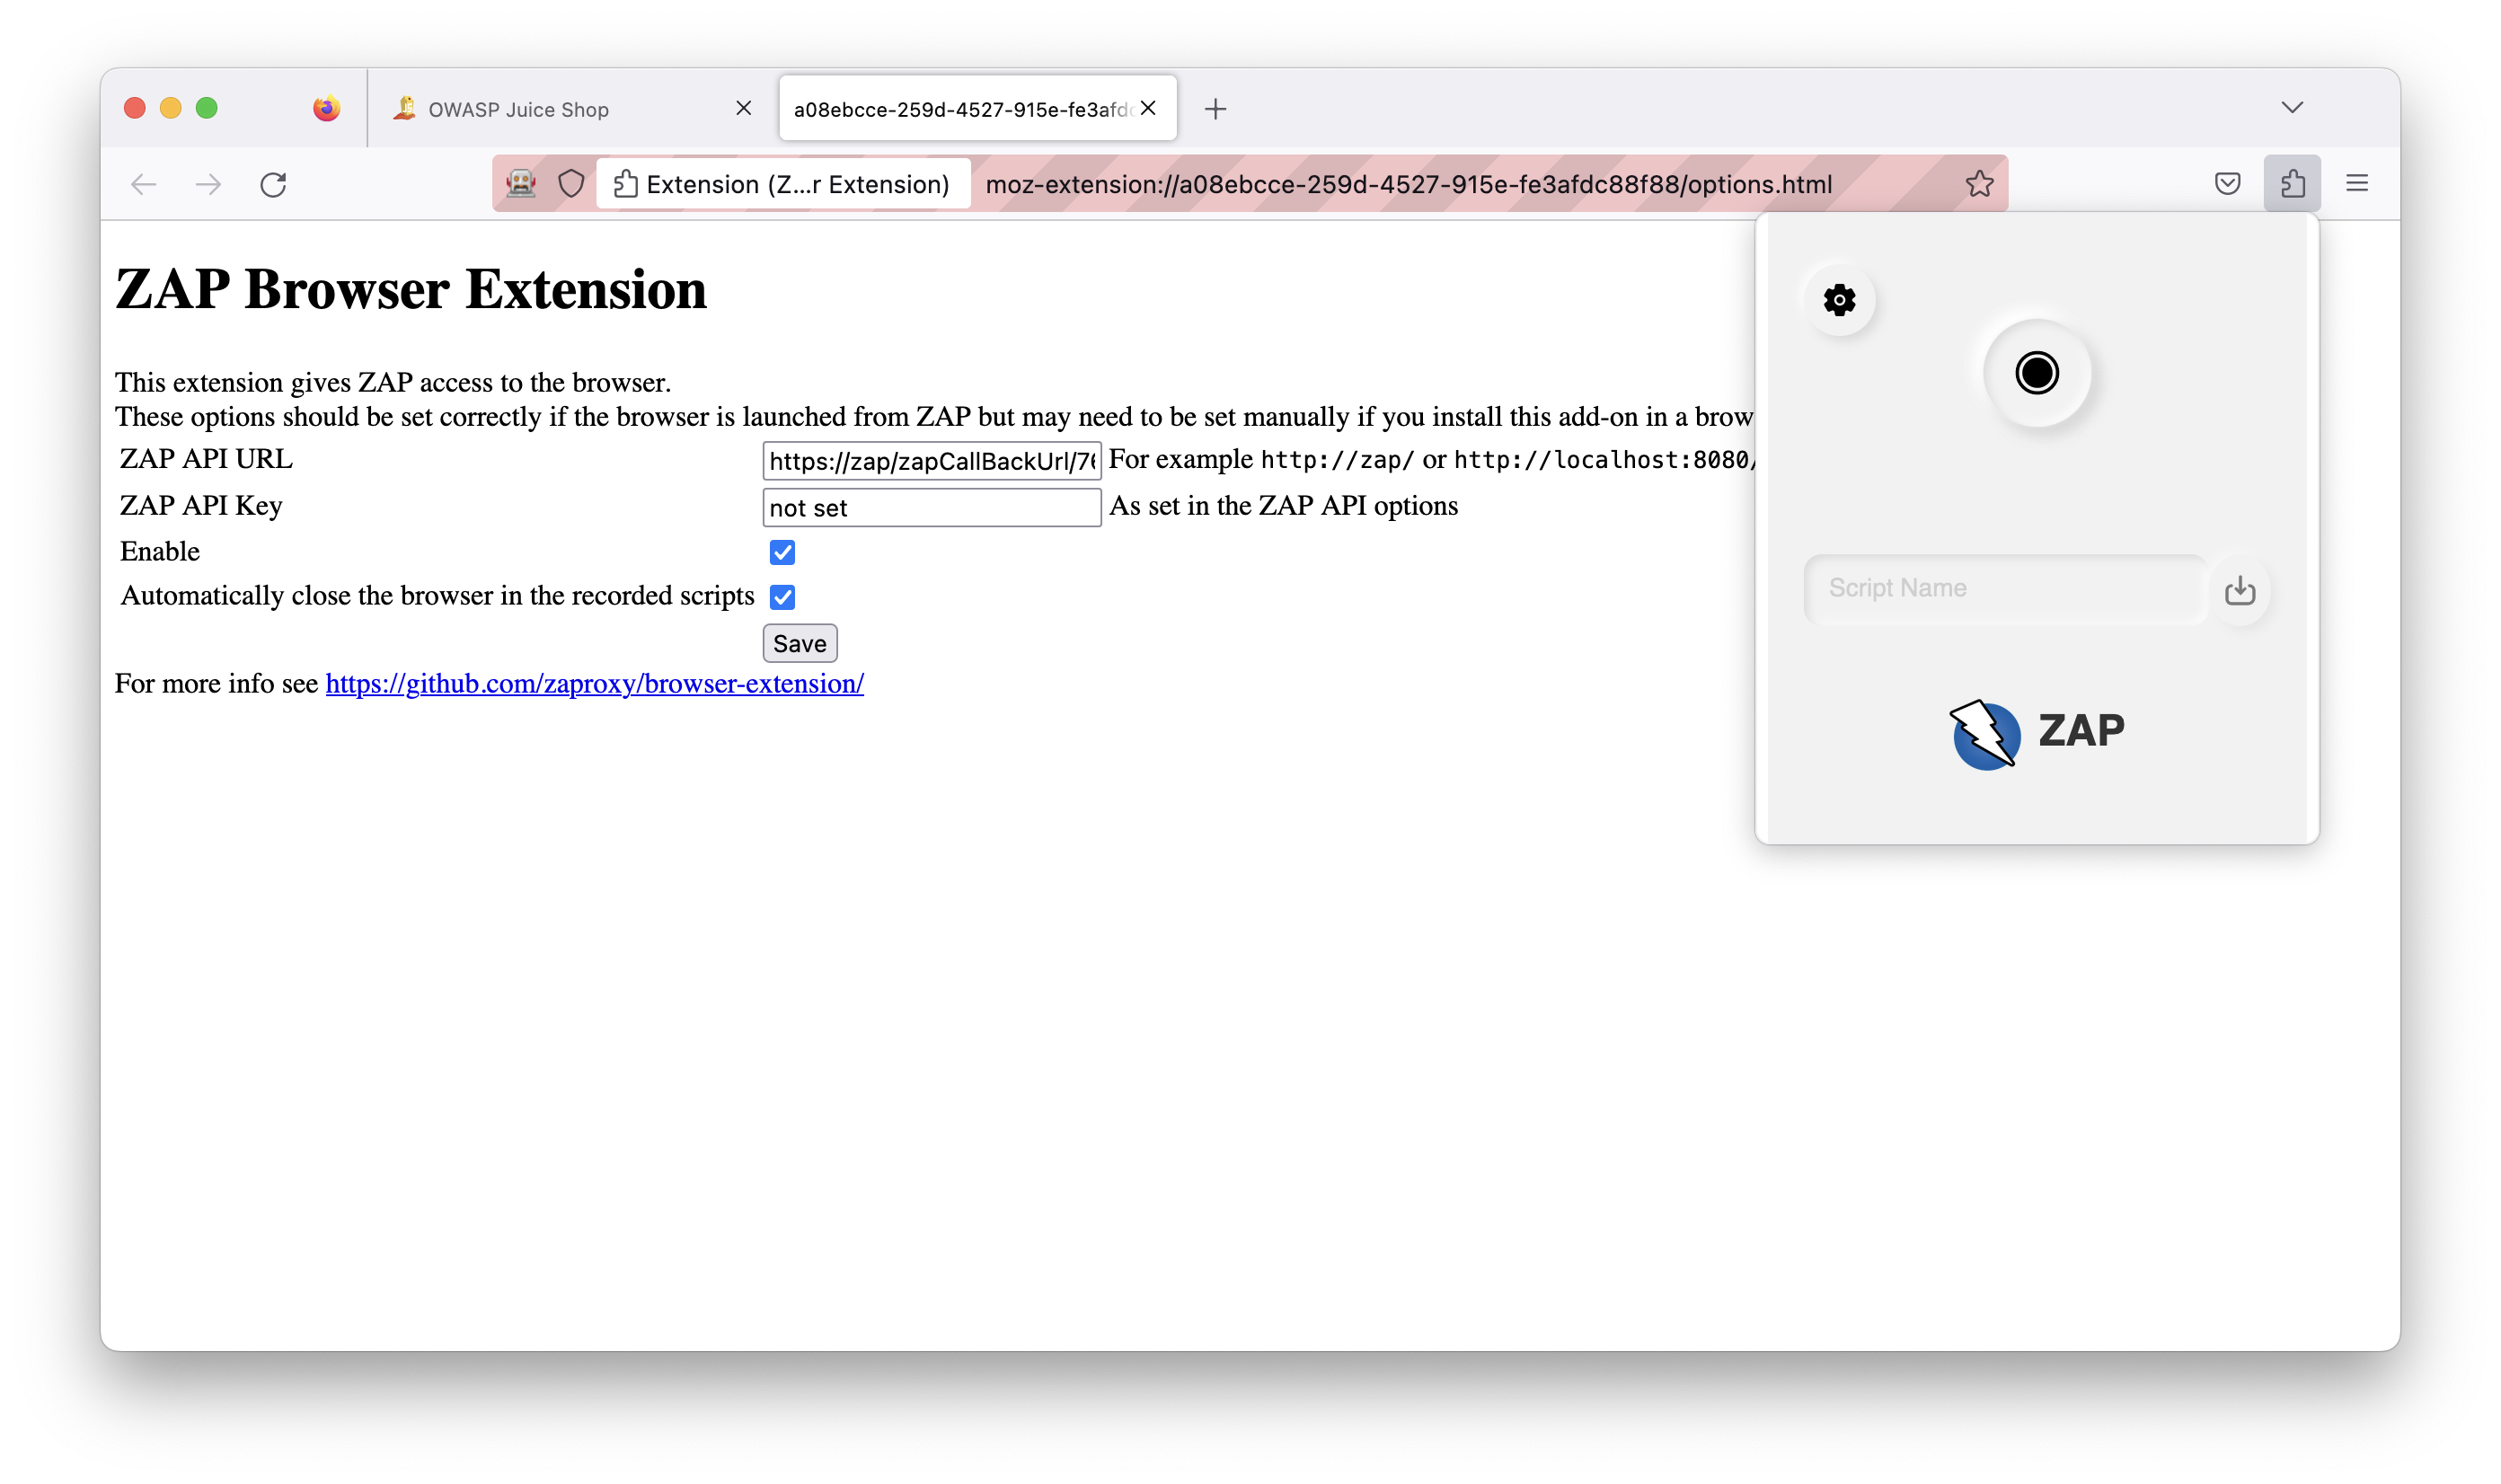 OWASP Juice Shop
a08ebcce-259d-4527-915e-fe3afdc
Extension (Z...r Extension) moz-extension://a08ebcce-259d-4527-915e-fe3afdc88f88/options.html
ZAP Browser Extension
This extension gives ZAP access to the browser.
These options should be set correctly if the browser is launched from ZAP but may need to be set manually if you install this add-on in a brow
ZAP API URL https://zap/zapCallBackUrl/76 For example http://zap/ or http://localhost:8080/
ZAP API Key not set As set in the ZAP API options
Enable
Automatically close the browser in the recorded scripts
Save
For more info see https://github.com/zaproxy/browser-extension/
Script Name
ZAP